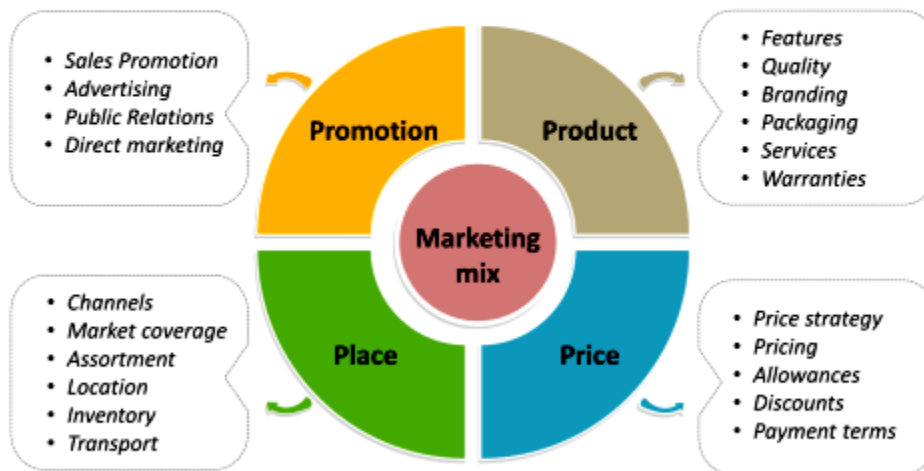 • Sales Promotion
• Advertising
• Public Relations
• Direct marketing
Promotion
Product
• Features
• Quality
• Branding
• Packaging
• Services
• Warranties
Marketing
mix
• Channels
• Market coverage
• Assortment
• Location
• Inventory
• Transport
Place
Price
• Price strategy
• Pricing
• Allowances
• Discounts
• Payment terms